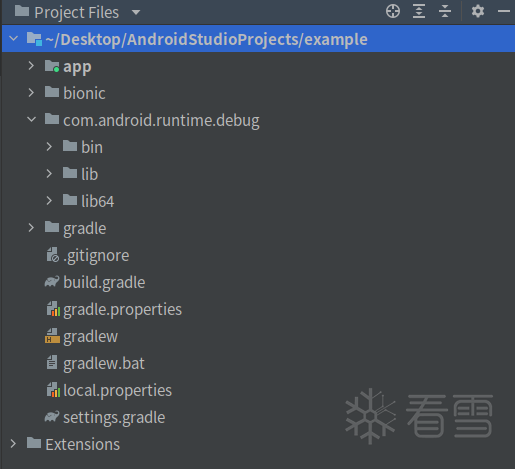 Project Files
~/Desktop/AndroidStudioProjects/example
app
bionic
com.android.runtime.debug
bin
lib
lib64
gradle
.gitignore
build.gradle
gradle.properties
gradlew
gradlew.bat
local.properties
settings.gradle
Extensions
看雪